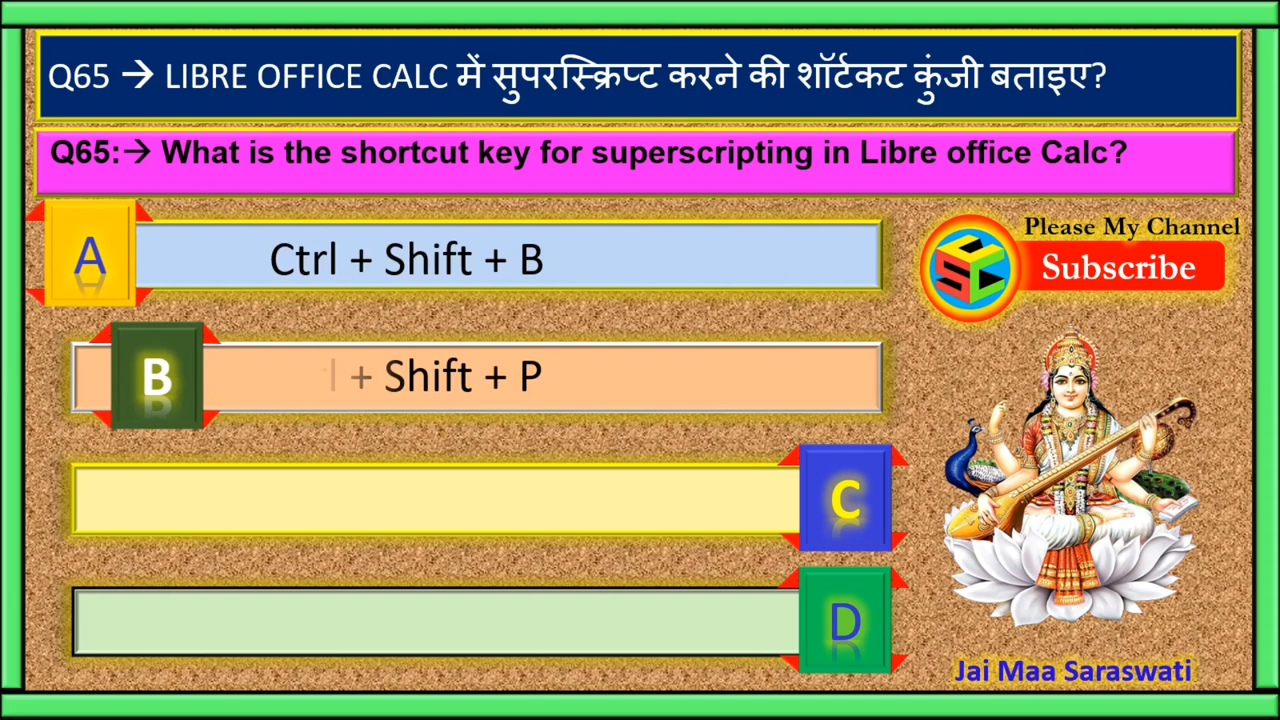 Q65 → LIBRE OFFICE CALC में सुपरस्क्रिप्ट करने की शॉर्टकट कुंजी बताइए?
Q65:→ What is the shortcut key for superscripting in Libre office Calc?
A Ctrl + Shift + B
B + Shift + P
C
D
Please My Channel
Subscribe
Jai Maa Saraswati